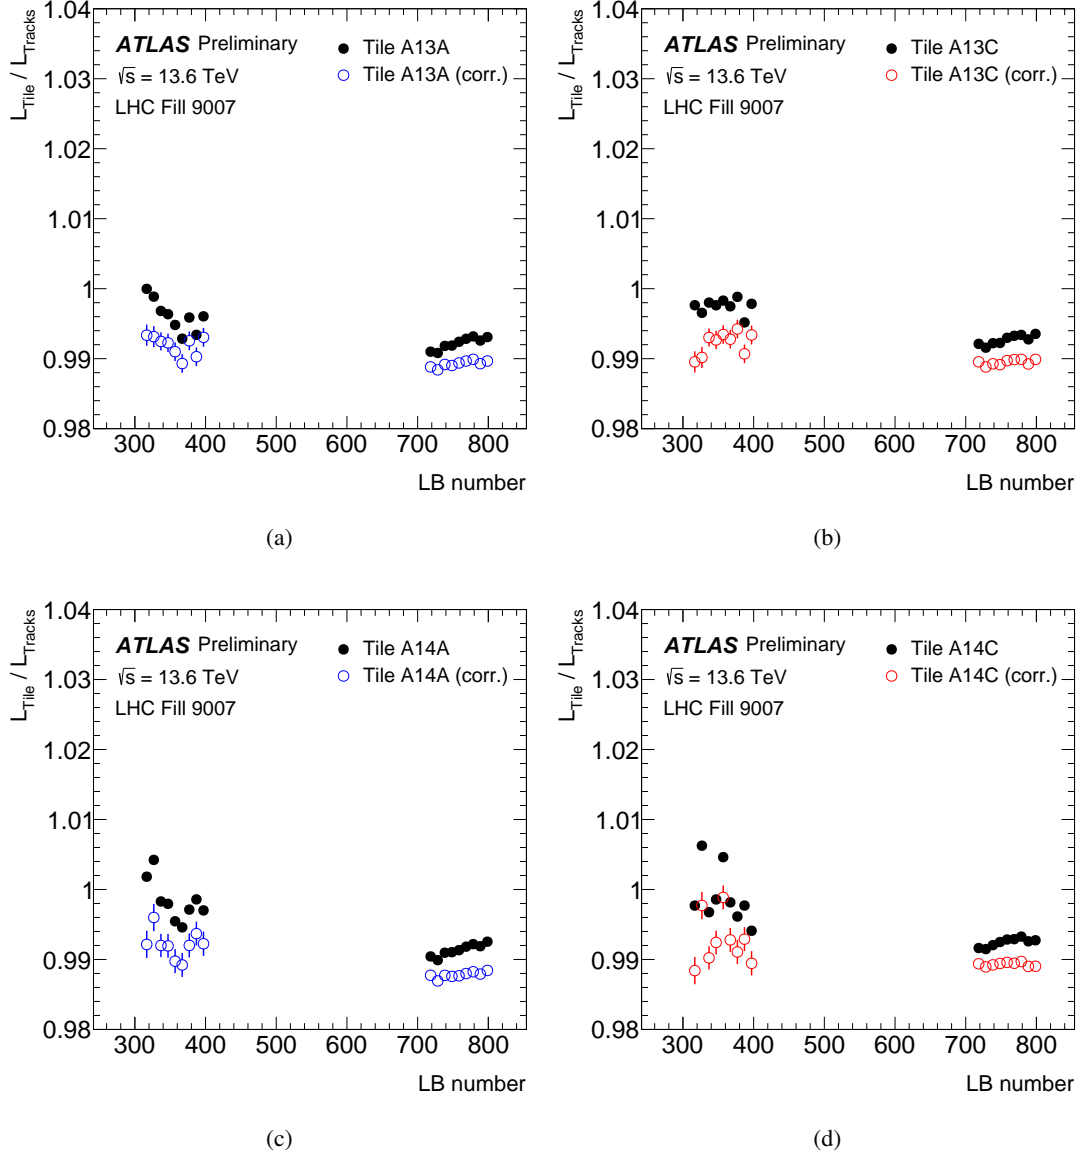 L_Tile / L_Tracks
1.04
1.03
1.02
1.01
1
0.99
0.98
ATLAS Preliminary
√s = 13.6 TeV
LHC Fill 9007
Tile A13A
Tile A13A (corr.)
300 400 500 600 700 800
LB number
(a)
L_Tile / L_Tracks
1.04
1.03
1.02
1.01
1
0.99
0.98
ATLAS Preliminary
√s = 13.6 TeV
LHC Fill 9007
Tile A13C
Tile A13C (corr.)
300 400 500 600 700 800
LB number
(b)
L_Tile / L_Tracks
1.04
1.03
1.02
1.01
1
0.99
0.98
ATLAS Preliminary
√s = 13.6 TeV
LHC Fill 9007
Tile A14A
Tile A14A (corr.)
300 400 500 600 700 800
LB number
(c)
L_Tile / L_Tracks
1.04
1.03
1.02
1.01
1
0.99
0.98
ATLAS Preliminary
√s = 13.6 TeV
LHC Fill 9007
Tile A14C
Tile A14C (corr.)
300 400 500 600 700 800
LB number
(d)